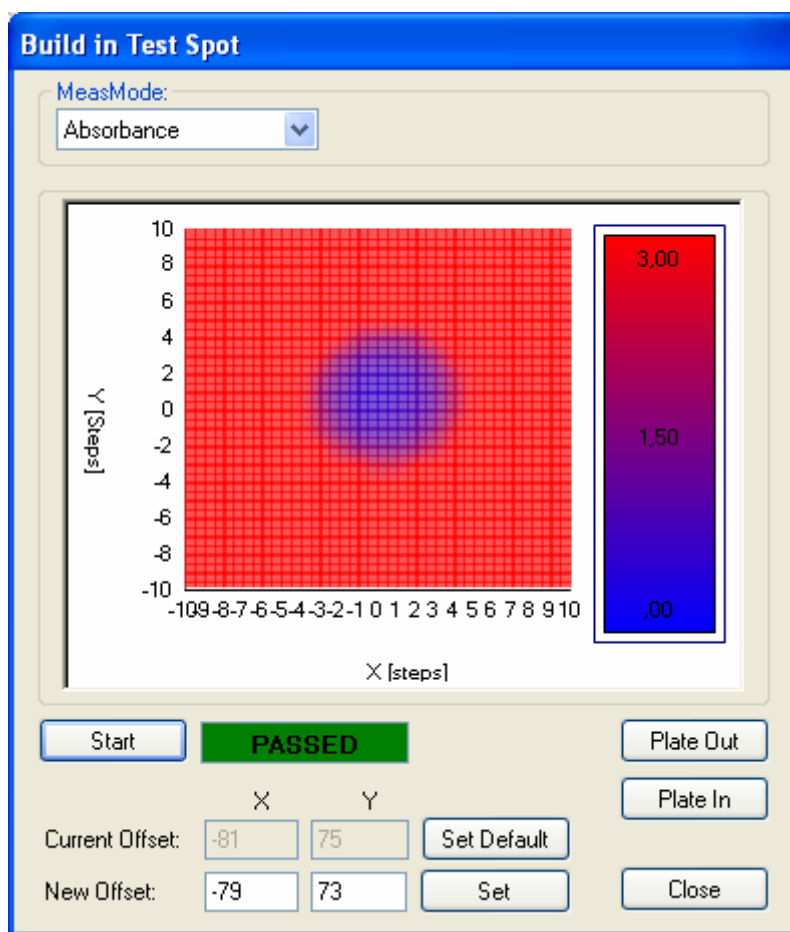 Build in Test Spot
MeasMode:
Absorbance
10
8
6
4
2
0
-2
-4
-6
-8
-10
Y [Steps]
-109-8-7-6-5-4-3-2-1 0 1 2 3 4 5 6 7 8 9 10
X [steps]
3,00
1,50
,00
Start PASSED Plate Out
X Y Plate In
Current Offset: -81 75 Set Default
New Offset: -79 73 Set Close